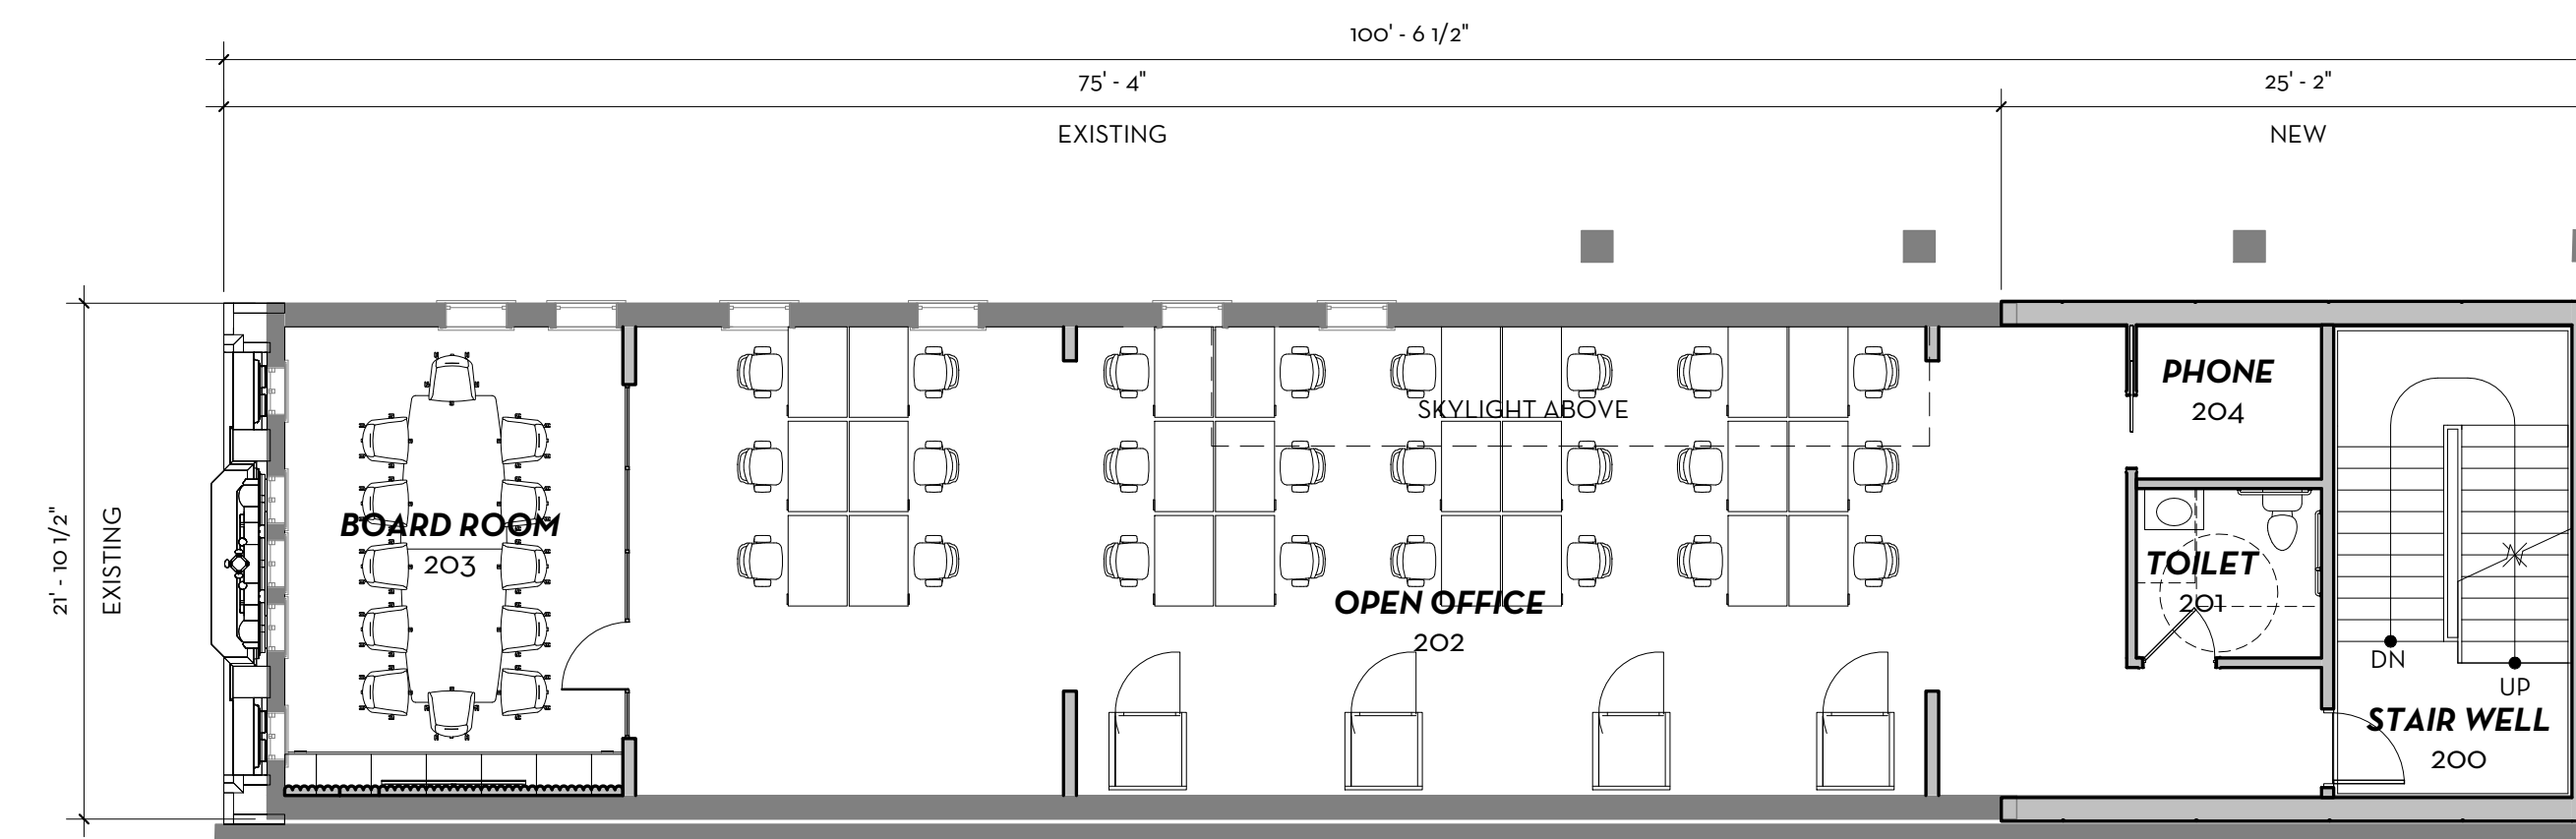 100' - 6 1/2"
75' - 4"
25' - 2"
EXISTING
NEW
21' - 10 1/2"
EXISTING
BOARD ROOM
203
SKYLIGHT ABOVE
OPEN OFFICE
202
PHONE
204
TOILET
201
DN
UP
STAIR WELL
200